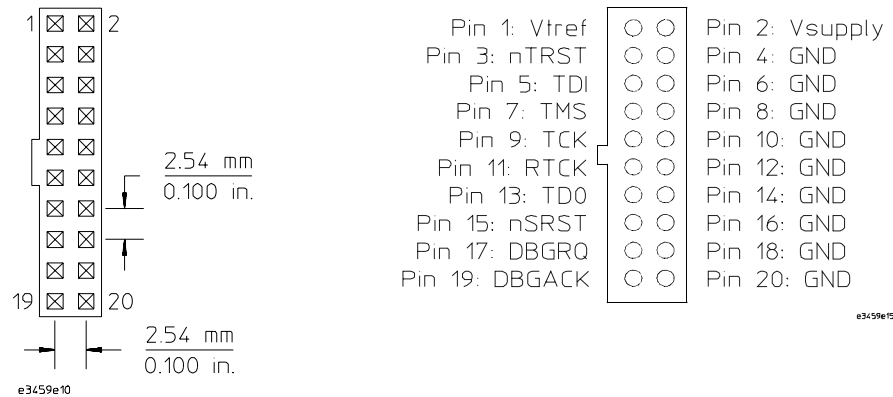 1 2
2.54 mm
0.100 in.
19 20
2.54 mm
0.100 in.
e3459e10
Pin 1: Vtref Pin 2: Vsupply
Pin 3: nTRST Pin 4: GND
Pin 5: TDI Pin 6: GND
Pin 7: TMS Pin 8: GND
Pin 9: TCK Pin 10: GND
Pin 11: RTCK Pin 12: GND
Pin 13: TD0 Pin 14: GND
Pin 15: nSRST Pin 16: GND
Pin 17: DBGRQ Pin 18: GND
Pin 19: DBGACK Pin 20: GND
e3459e15